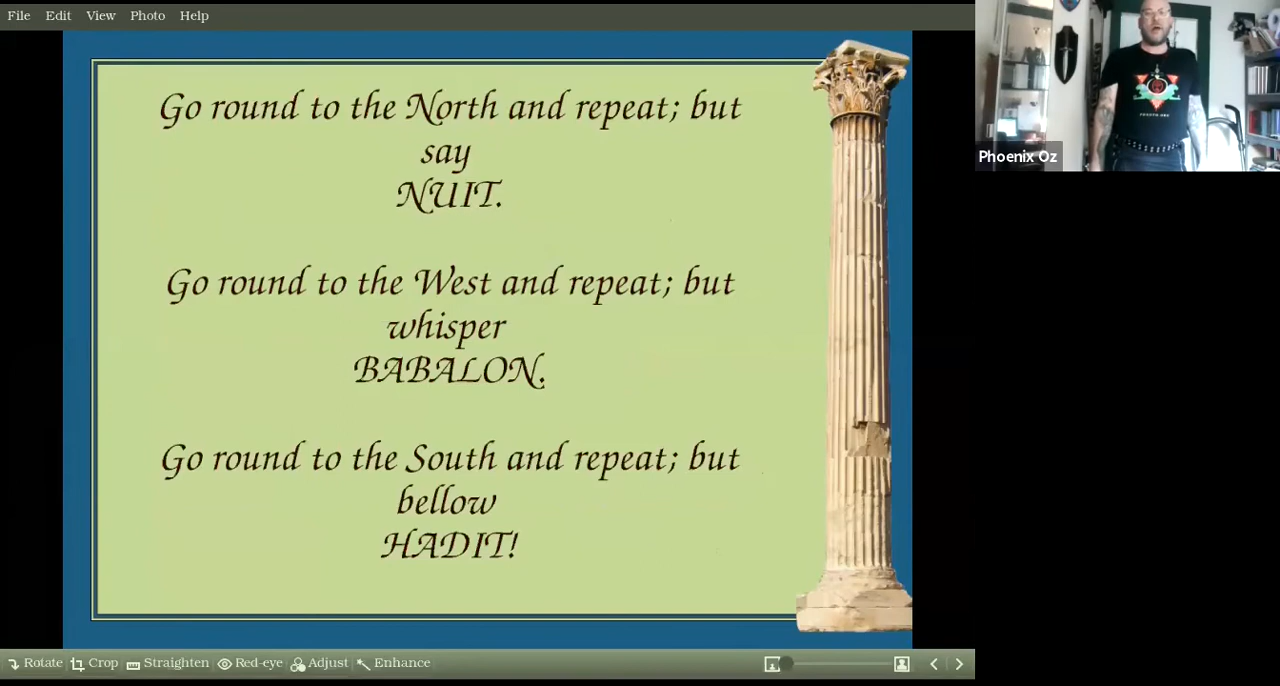 File Edit View Photo Help
Go round to the North and repeat; but
say
NUIT.
Go round to the West and repeat; but
whisper
BABALON.
Go round to the South and repeat; but
bellow
HADIT!
Phoenix Oz
Rotate Crop Straighten Red-eye Adjust Enhance